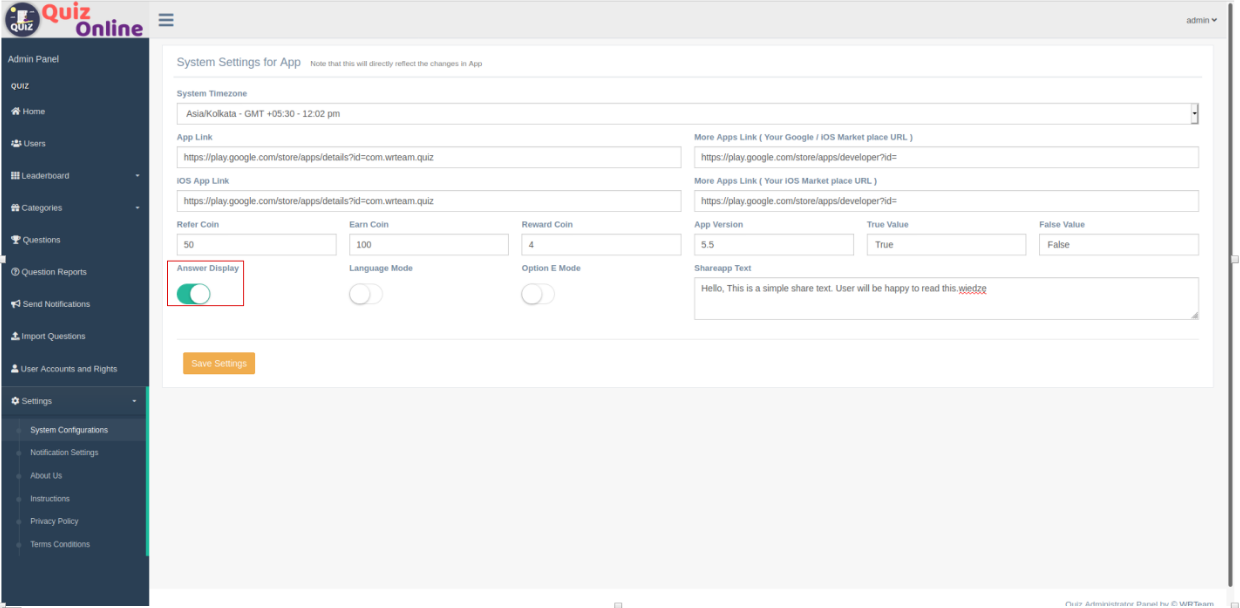 QUIZ
Quiz
Online
admin
Admin Panel
QUIZ
Home
Users
Leaderboard
Categories
Questions
Question Reports
Send Notifications
Import Questions
User Accounts and Rights
Settings
System Configurations
Notification Settings
About Us
Instructions
Privacy Policy
Terms Conditions
System Settings for App Note that this will directly reflect the changes in App
System Timezone
Asia/Kolkata - GMT +05:30 - 12:02 pm
App Link More Apps Link ( Your Google / iOS Market place URL )
https://play.google.com/store/apps/details?id=com.wrteam.quiz https://play.google.com/store/apps/developer?id=
iOS App Link More Apps Link ( Your iOS Market place URL )
https://play.google.com/store/apps/details?id=com.wrteam.quiz https://play.google.com/store/apps/developer?id=
Refer Coin Earn Coin Reward Coin App Version True Value False Value
50 100 4 5.5 True False
Answer Display Language Mode Option E Mode Shareapp Text
Hello, This is a simple share text. User will be happy to read this.wiedzę
Save Settings
Quiz Administrator Panel by © WRTeam